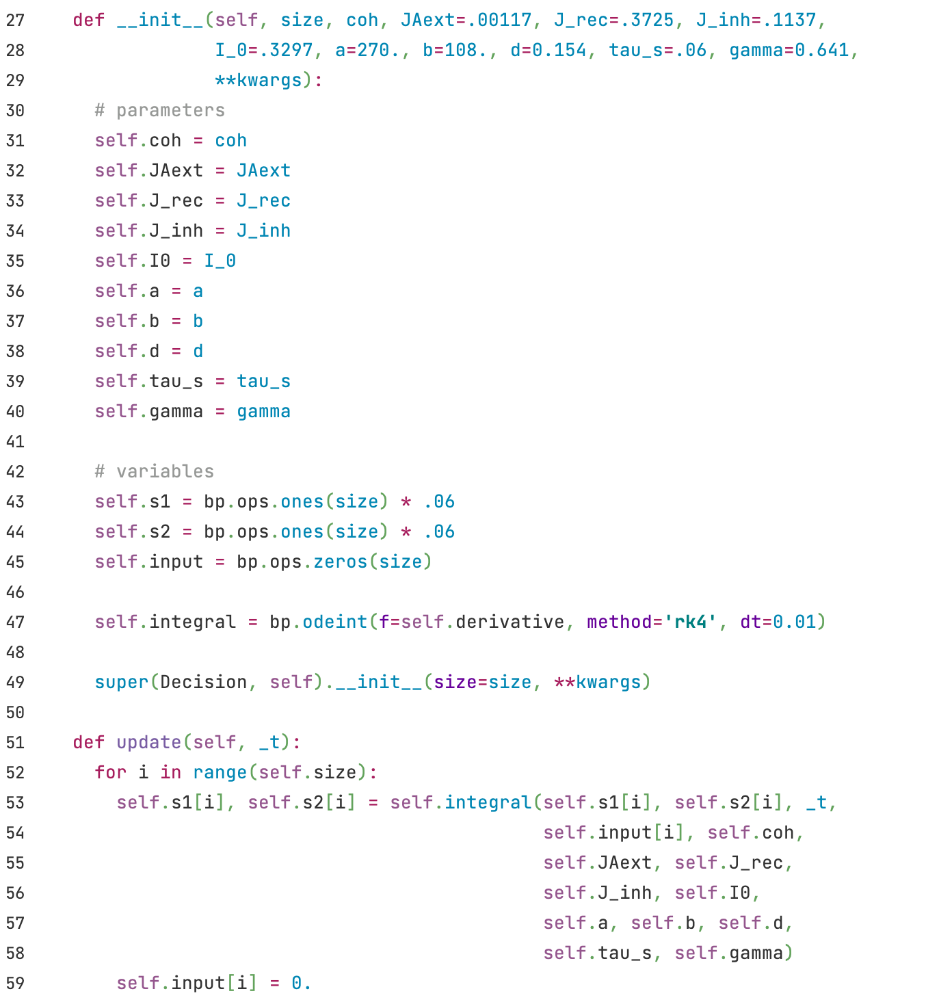 27 def __init__(self, size, coh, JAext=.00117, J_rec=.3725, J_inh=.1137,
28 I_0=.3297, a=270., b=108., d=0.154, tau_s=.06, gamma=0.641,
29 **kwargs):
30 # parameters
31 self.coh = coh
32 self.JAext = JAext
33 self.J_rec = J_rec
34 self.J_inh = J_inh
35 self.I0 = I_0
36 self.a = a
37 self.b = b
38 self.d = d
39 self.tau_s = tau_s
40 self.gamma = gamma
41
42 # variables
43 self.s1 = bp.ops.ones(size) * .06
44 self.s2 = bp.ops.ones(size) * .06
45 self.input = bp.ops.zeros(size)
46
47 self.integral = bp.odeint(f=self.derivative, method='rk4', dt=0.01)
48
49 super(Decision, self).__init__(size=size, **kwargs)
50
51 def update(self, _t):
52 for i in range(self.size):
53 self.s1[i], self.s2[i] = self.integral(self.s1[i], self.s2[i], _t,
54 self.input[i], self.coh,
55 self.JAext, self.J_rec,
56 self.J_inh, self.I0,
57 self.a, self.b, self.d,
58 self.tau_s, self.gamma)
59 self.input[i] = 0.